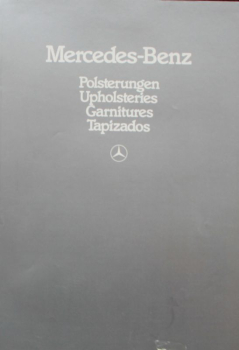 Mercedes-Benz
Polsterungen
Upholsteries
Garnitures
Tapizados